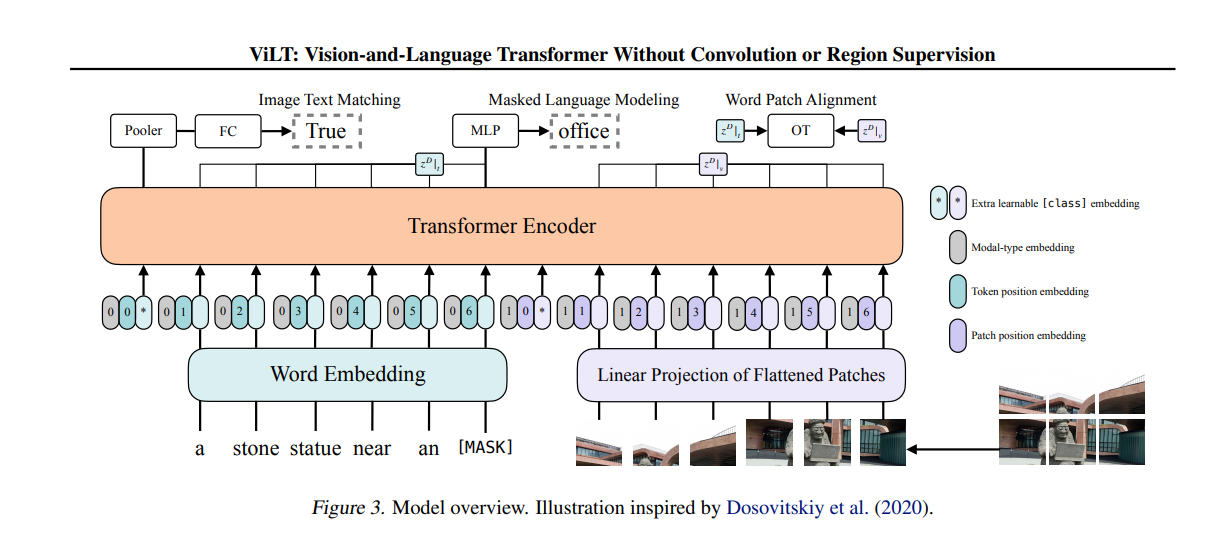 ViLT: Vision-and-Language Transformer Without Convolution or Region Supervision
Image Text Matching
Masked Language Modeling
Word Patch Alignment
Pooler
FC
True
MLP
office
z^D|_t
OT
z^D|_v
z^D|_t
z^D|_v
Transformer Encoder
* * Extra learnable [class] embedding
Modal-type embedding
Token position embedding
Patch position embedding
0 0 * 0 1 0 2 0 3 0 4 0 5 0 6 1 0 * 1 1 1 2 1 3 1 4 1 5 1 6
Word Embedding
Linear Projection of Flattened Patches
a stone statue near an [MASK]
Figure 3. Model overview. Illustration inspired by Dosovitskiy et al. (2020).